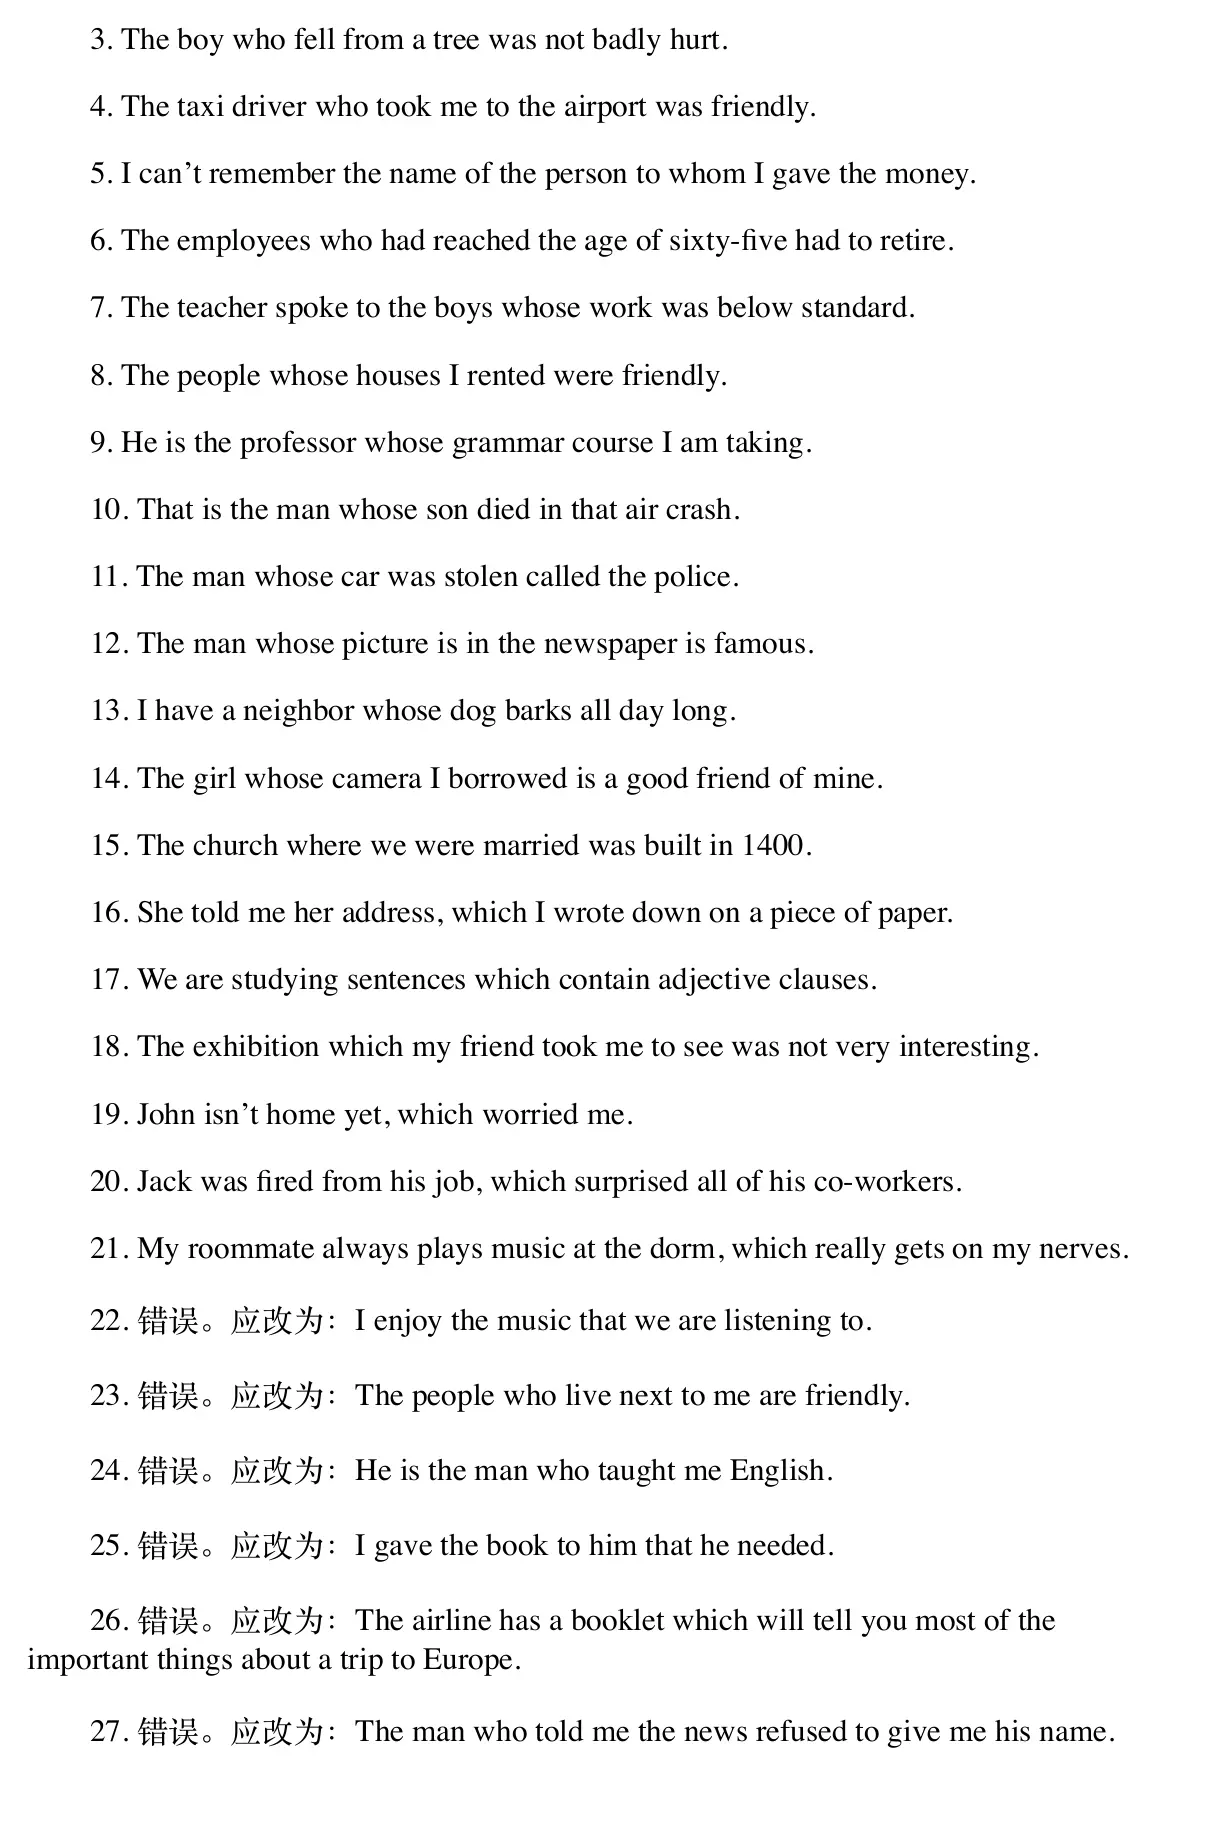 3. The boy who fell from a tree was not badly hurt.
4. The taxi driver who took me to the airport was friendly.
5. I can’t remember the name of the person to whom I gave the money.
6. The employees who had reached the age of sixty-five had to retire.
7. The teacher spoke to the boys whose work was below standard.
8. The people whose houses I rented were friendly.
9. He is the professor whose grammar course I am taking.
10. That is the man whose son died in that air crash.
11. The man whose car was stolen called the police.
12. The man whose picture is in the newspaper is famous.
13. I have a neighbor whose dog barks all day long.
14. The girl whose camera I borrowed is a good friend of mine.
15. The church where we were married was built in 1400.
16. She told me her address, which I wrote down on a piece of paper.
17. We are studying sentences which contain adjective clauses.
18. The exhibition which my friend took me to see was not very interesting.
19. John isn’t home yet, which worried me.
20. Jack was fired from his job, which surprised all of his co-workers.
21. My roommate always plays music at the dorm, which really gets on my nerves.
22. 错误。应改为：I enjoy the music that we are listening to.
23. 错误。应改为：The people who live next to me are friendly.
24. 错误。应改为：He is the man who taught me English.
25. 错误。应改为：I gave the book to him that he needed.
26. 错误。应改为：The airline has a booklet which will tell you most of the
important things about a trip to Europe.
27. 错误。应改为：The man who told me the news refused to give me his name.